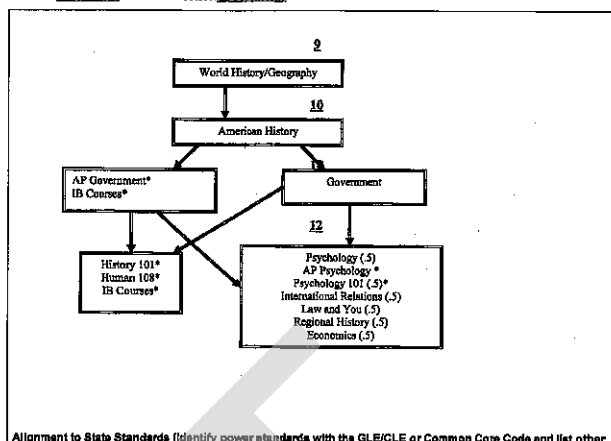 9
World History/Geography
10
American History
AP Government*
IB Courses*
Government
12
History 101*
Human 108*
IB Courses*
Psychology (.5)
AP Psychology *
Psychology 101 (.5)*
International Relations (.5)
Law and You (.5)
Regional History (.5)
Economics (.5)
Alignment to State Standards (Identify power standards with the GLE/CLE or Common Core Code and list other